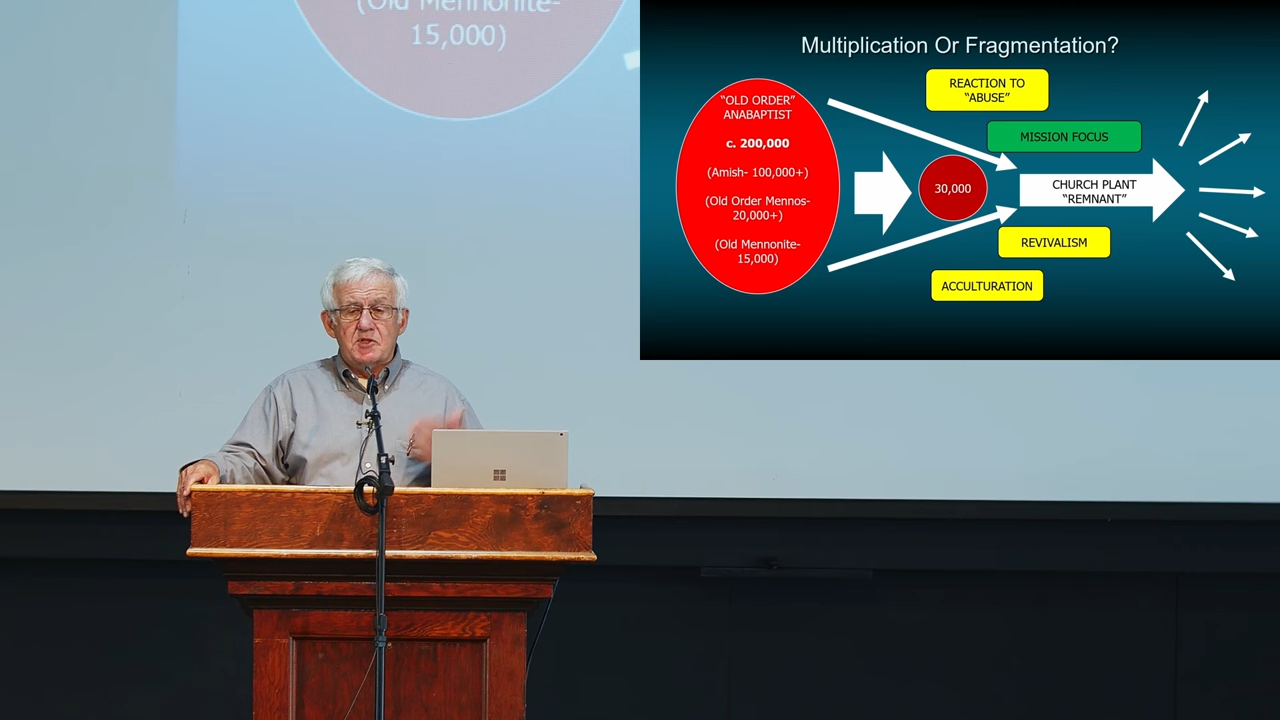 (Old Mennonite-
15,000)
Multiplication Or Fragmentation?
"OLD ORDER"
ANABAPTIST
c. 200,000
(Amish- 100,000+)
(Old Order Mennos-
20,000+)
(Old Mennonite-
15,000)
30,000
REACTION TO
"ABUSE"
MISSION FOCUS
CHURCH PLANT
"REMNANT"
REVIVALISM
ACCULTURATION